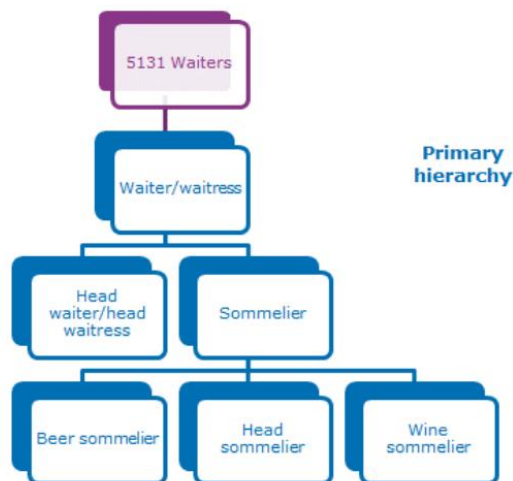 5131 Waiters
Primary
hierarchy
Waiter/waitress
Head
waiter/head
waitress
Sommelier
Beer sommelier
Head
sommelier
Wine
sommelier